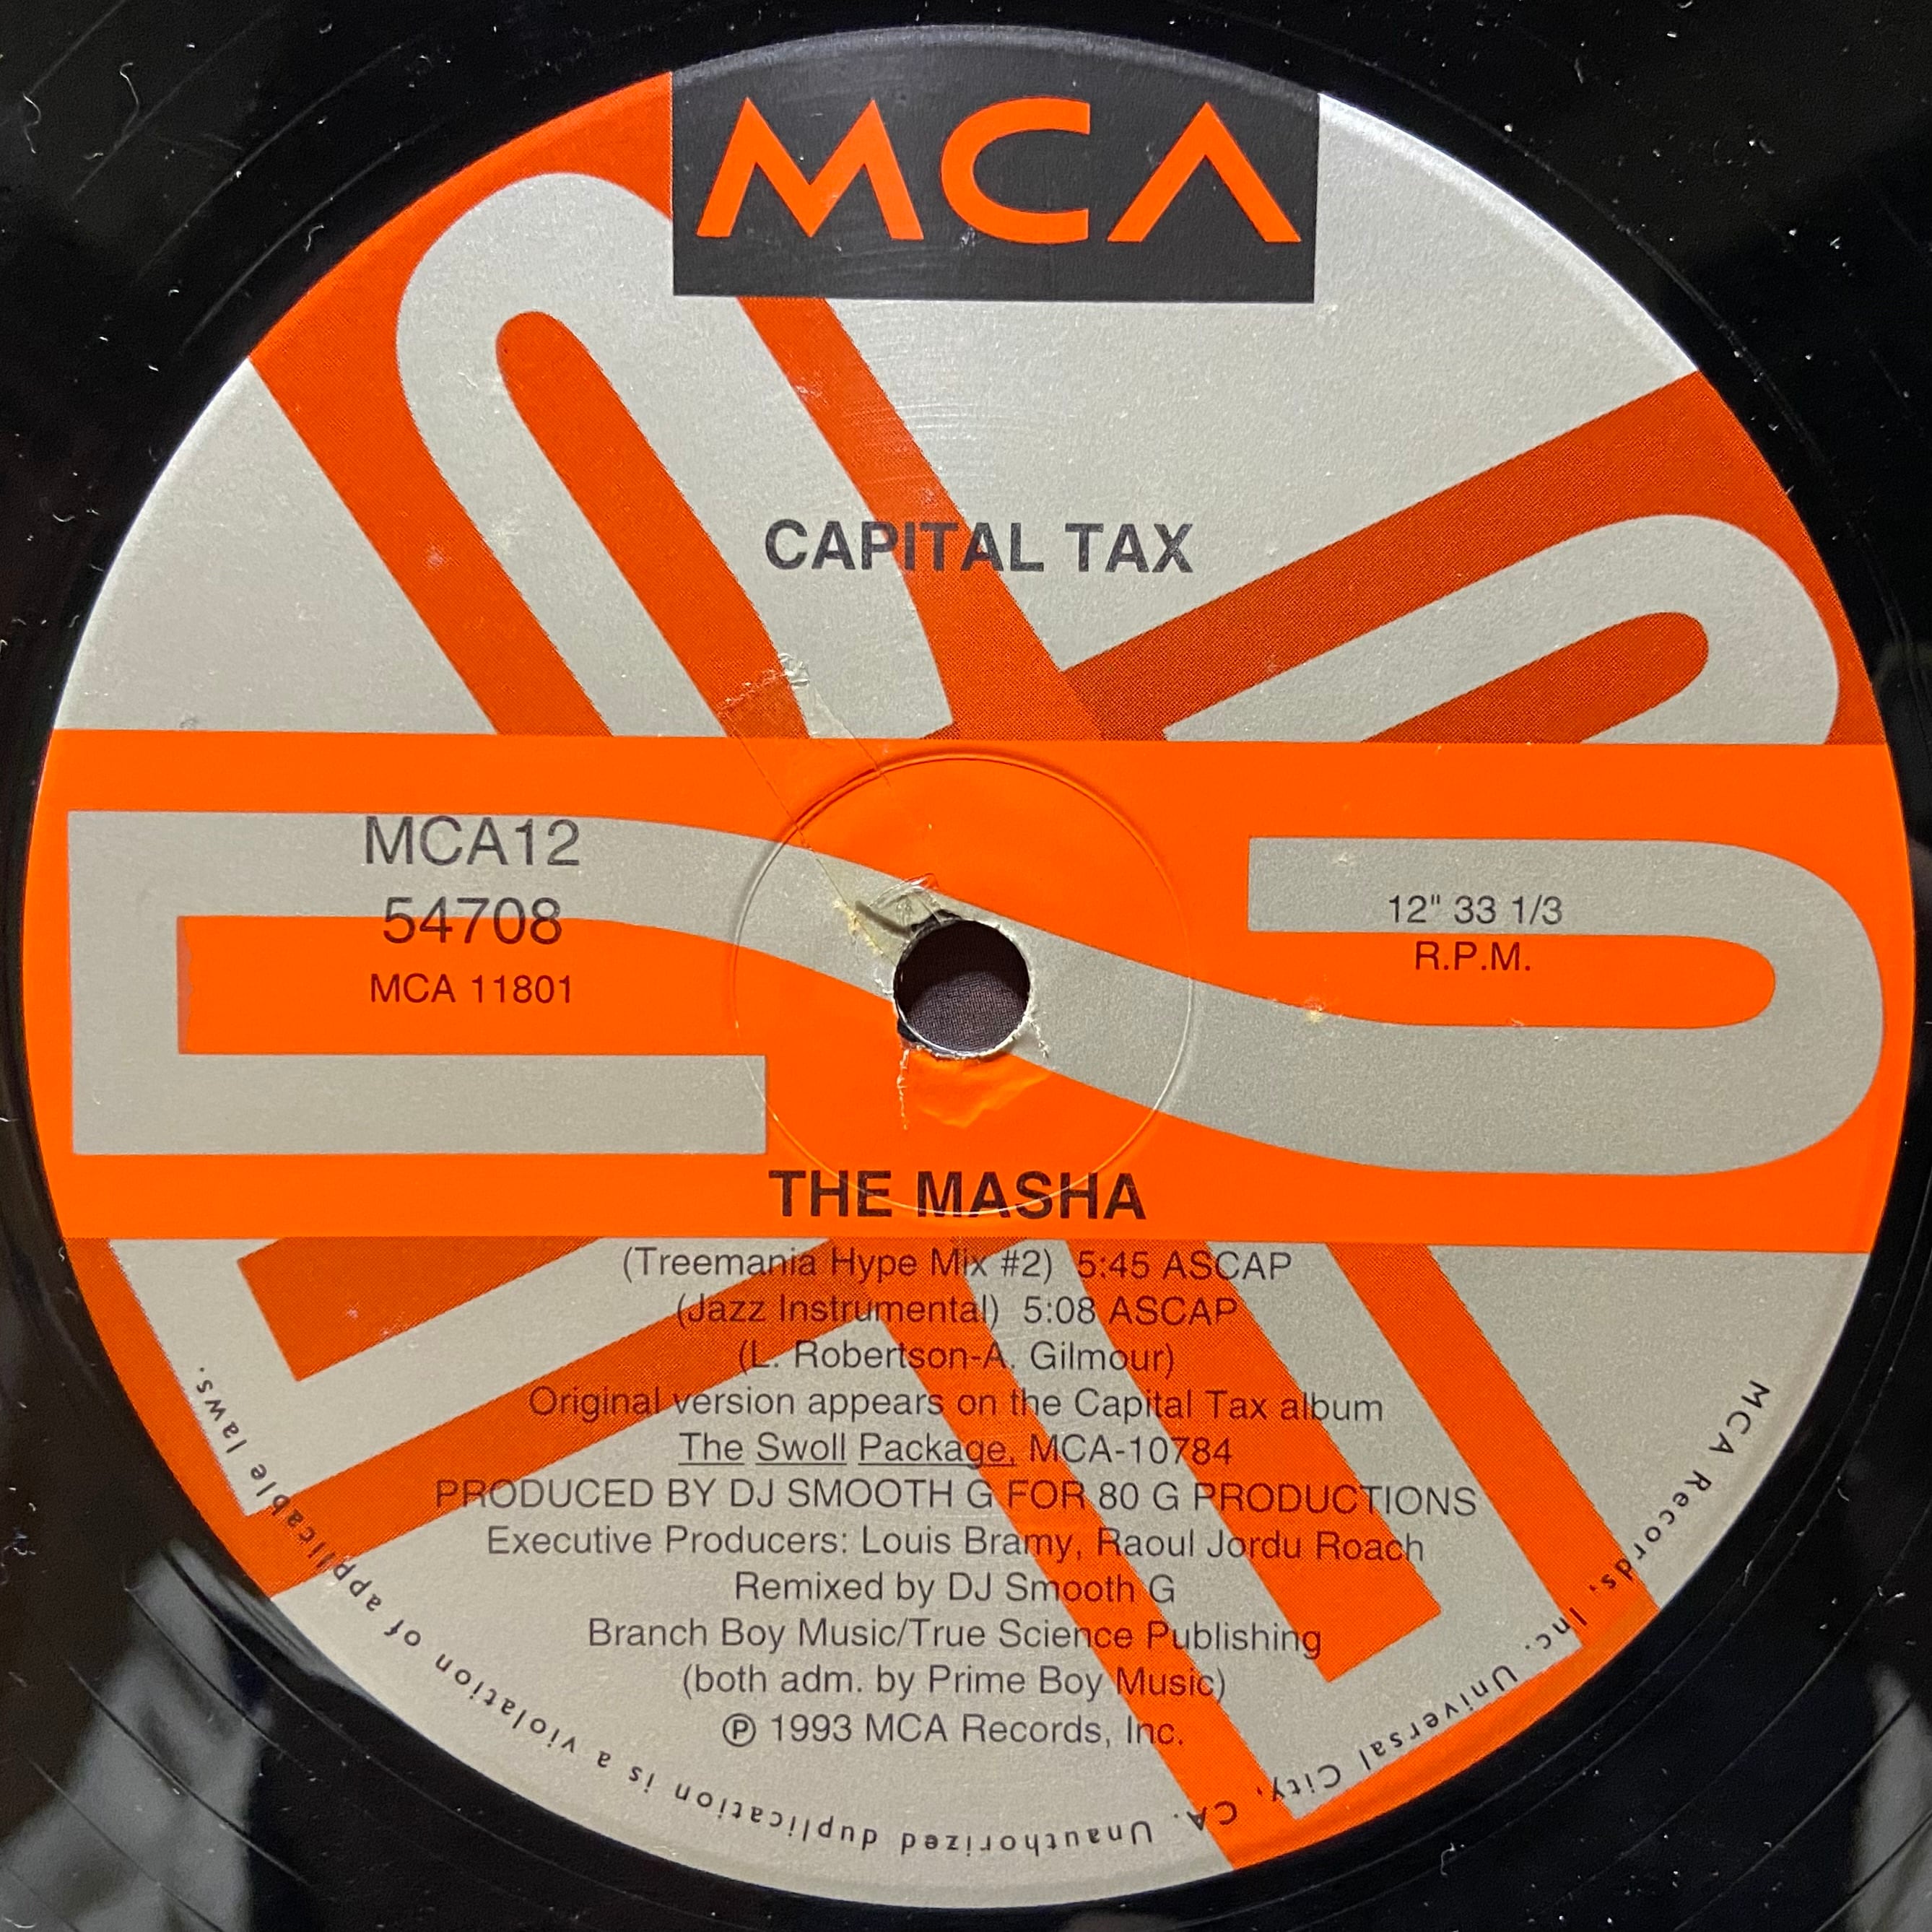 MCA
CAPITAL TAX
MCA12
54708
MCA 11801
12" 33 1/3
R.P.M.
THE MASHA
(Treemania Hype Mix #2) 5:45 ASCAP
(Jazz Instrumental) 5:08 ASCAP
(L. Robertson-A. Gilmour)
Original version appears on the Capital Tax album
The Swoll Package, MCA-10784
PRODUCED BY DJ SMOOTH G FOR 80 G PRODUCTIONS
Executive Producers: Louis Bramy, Raoul Jordu Roach
Remixed by DJ Smooth G
Branch Boy Music/True Science Publishing
(both adm. by Prime Boy Music)
℗ 1993 MCA Records, Inc.
MCA Records, Inc. Universal City, CA. Unauthorized duplication is a violation of applicable laws.